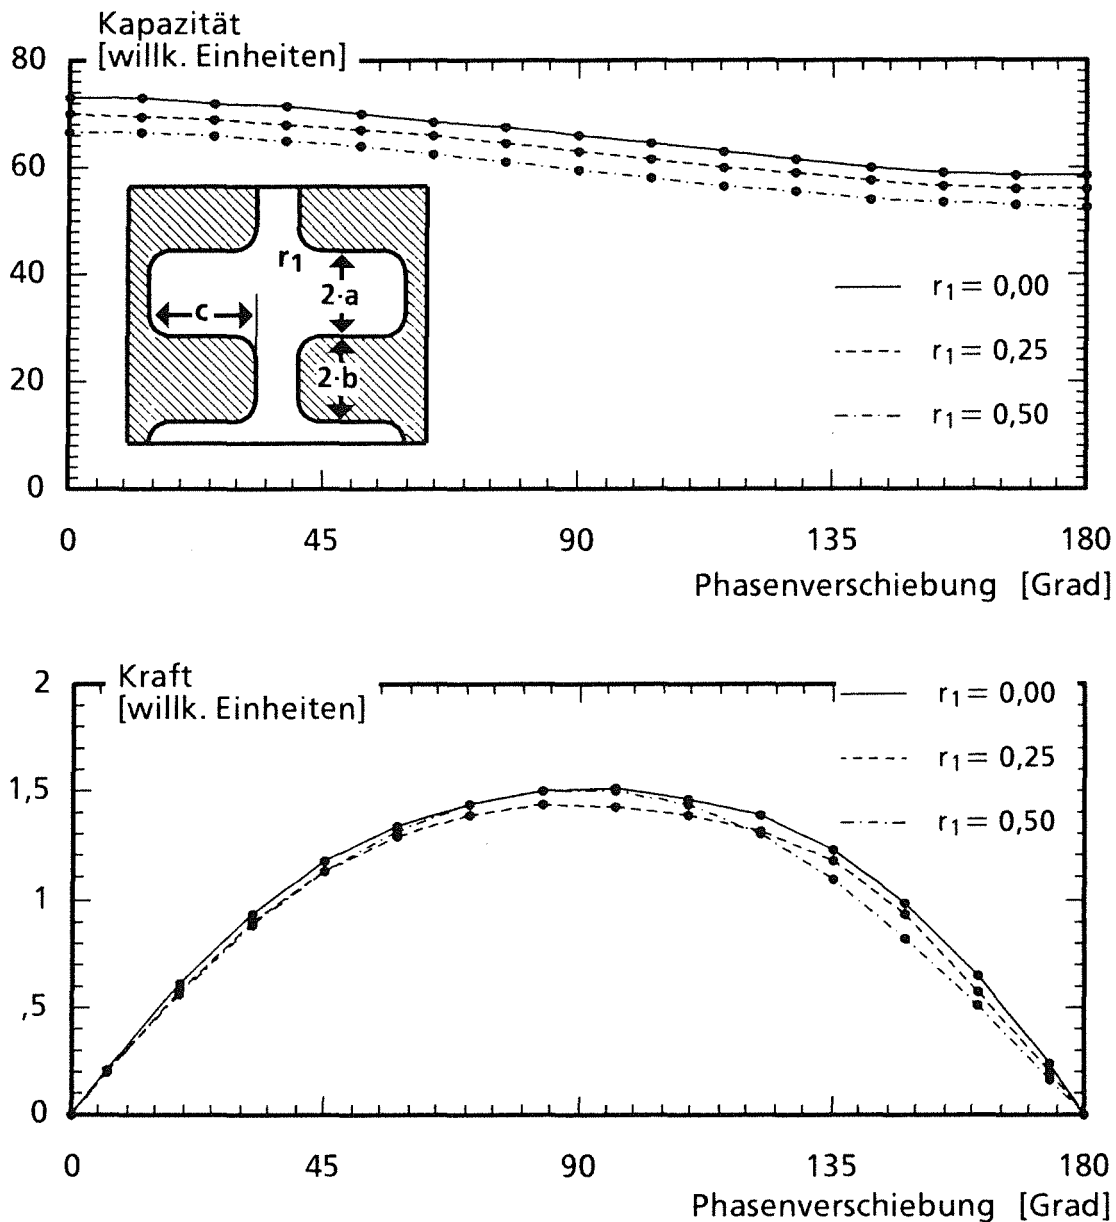 Kapazität
[willk. Einheiten]
80
60
40
20
0
r1
2·a
c
2·b
r1 = 0,00
r1 = 0,25
r1 = 0,50
0 45 90 135 180
Phasenverschiebung [Grad]
Kraft
[willk. Einheiten]
2
1,5
1
,5
0
r1 = 0,00
r1 = 0,25
r1 = 0,50
0 45 90 135 180
Phasenverschiebung [Grad]